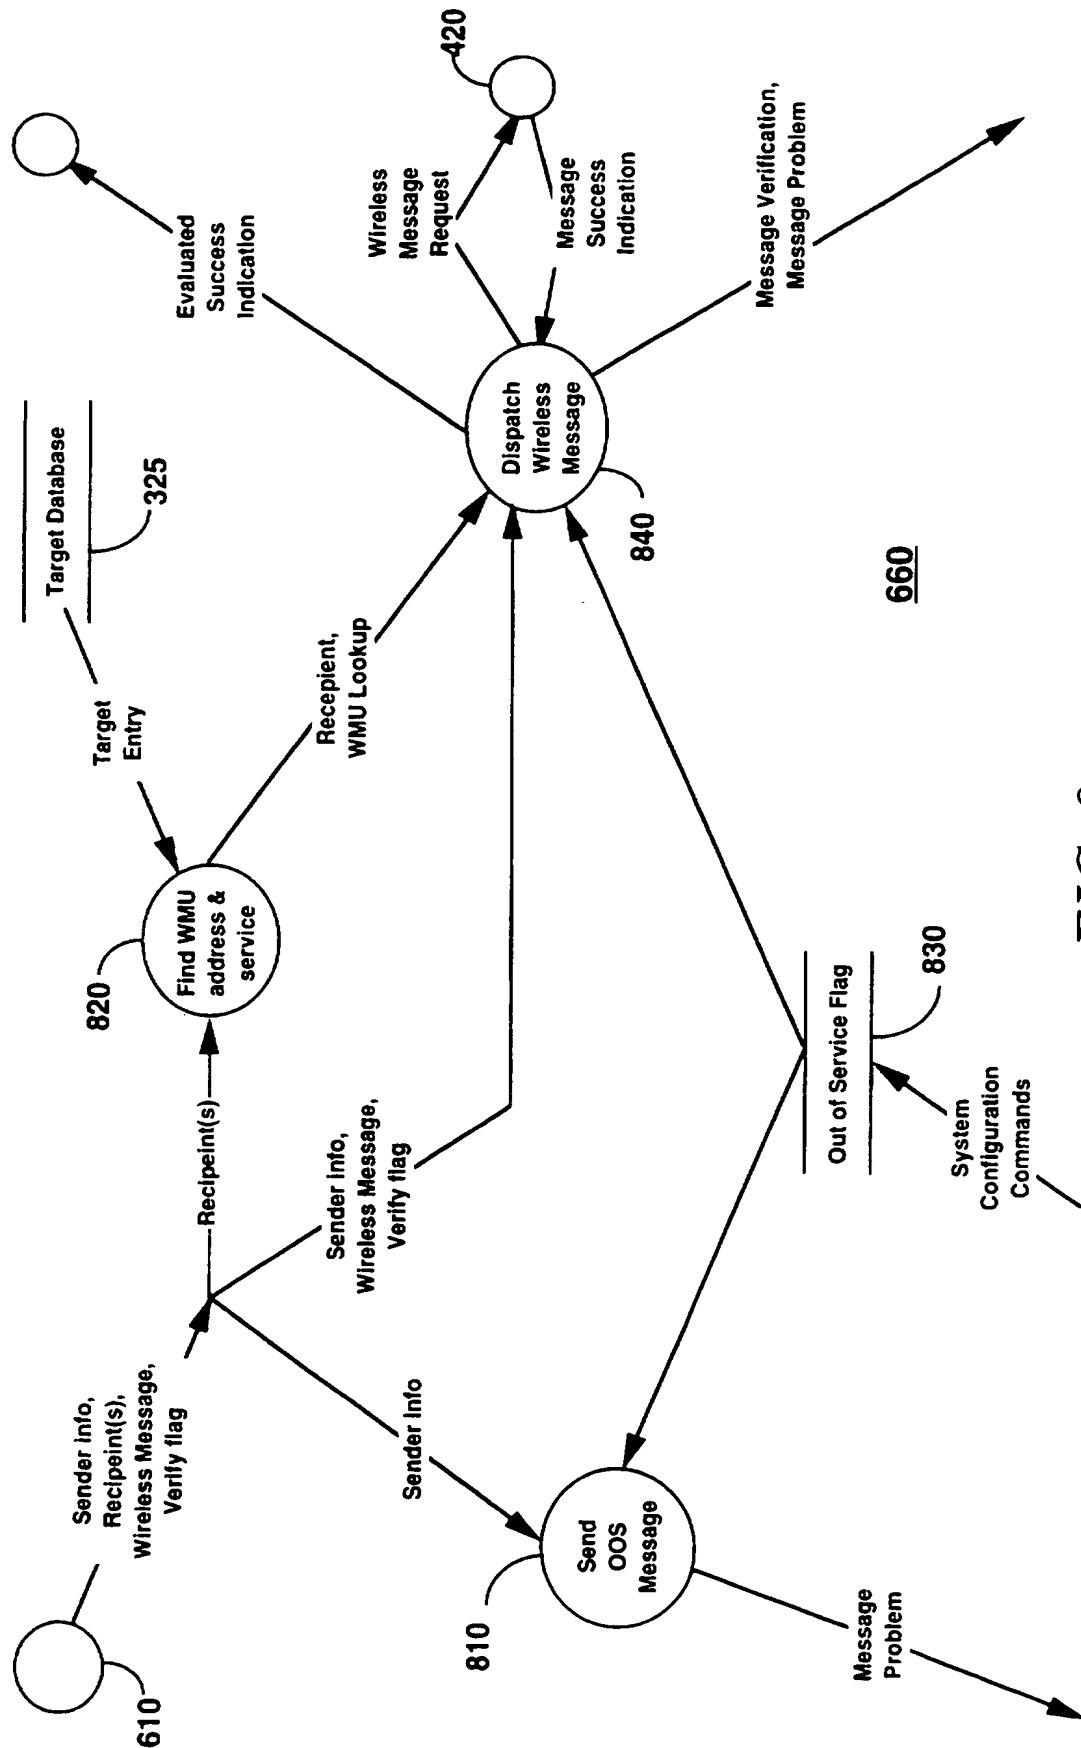 610
Sender Info,
Recipeint(s),
Wireless Message,
Verify flag
Recipeint(s)
820
Find WMU
address &
service
Target
Entry
Target Database
325
Evaluated
Success
Indication
Sender Info,
Wireless Message,
Verify flag
Recepient,
WMU Lookup
Wireless
Message
Request
420
Sender Info
810
Send
OOS
Message
Dispatch
Wireless
Message
840
Message
Success
Indication
Message Verification,
Message Problem
Out of Service Flag
830
System
Configuration
Commands
Message
Problem
660
FIG.